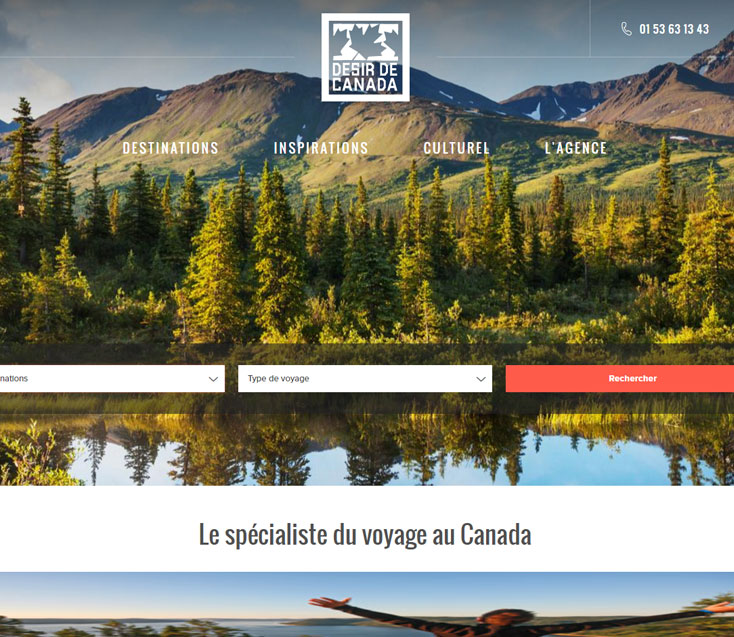 01 53 63 13 43
DESIR DE
CANADA
DESTINATIONS INSPIRATIONS CULTUREL L'AGENCE
nations Type de voyage Rechercher
Le spécialiste du voyage au Canada